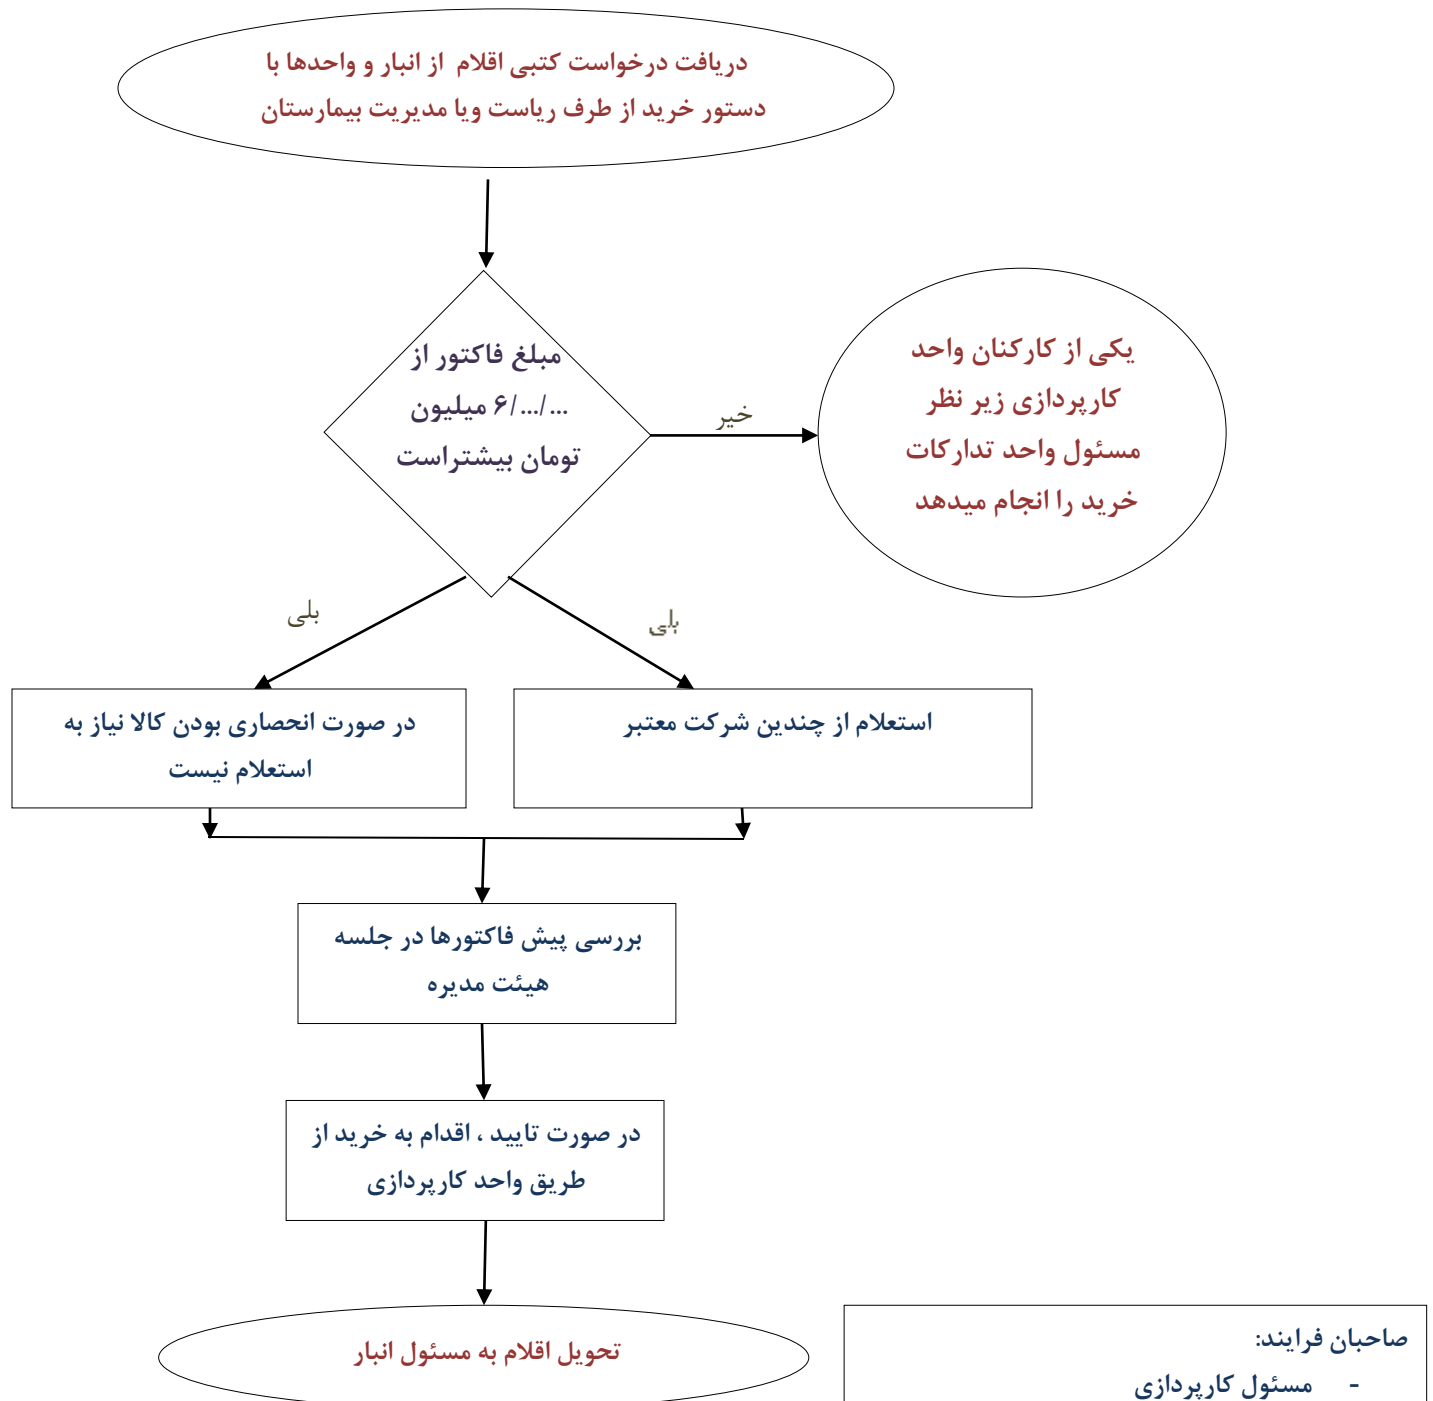 دریافت درخواست کتبی اقلام از انبار و واحدها با
دستور خرید از طرف ریاست ویا مدیریت بیمارستان
مبلغ فاکتور از
۶/.../... میلیون
تومان بیشتراست
خیر
یکی از کارکنان واحد
کارپردازی زیر نظر
مسئول واحد تدارکات
خرید را انجام میدهد
بلی
بلی
استعلام از چندین شرکت معتبر
در صورت انحصاری بودن کالا نیاز به
استعلام نیست
بررسی پیش فاکتورها در جلسه
هیئت مدیره
در صورت تایید ، اقدام به خرید از
طریق واحد کارپردازی
تحویل اقلام به مسئول انبار
صاحبان فرایند:
- مسئول کارپردازی